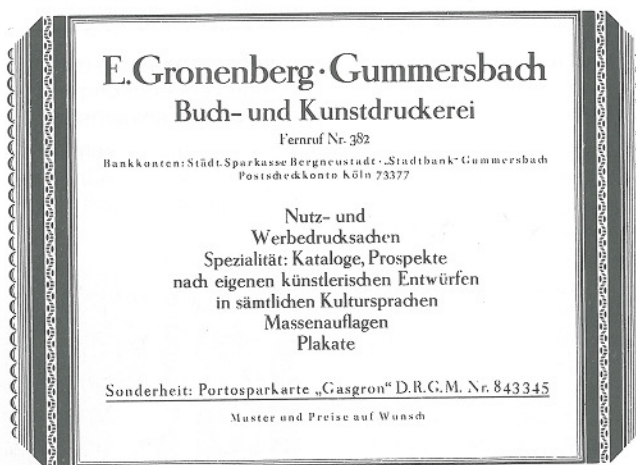 E. Gronenberg · Gummersbach
Buch- und Kunstdruckerei
Fernruf Nr. 382
Bankkonten: Städt. Sparkasse Bergneustadt · „Stadtbank“ Gummersbach
Postscheckkonto Köln 73377
Nutz- und
Werbedrucksachen
Spezialität: Kataloge, Prospekte
nach eigenen künstlerischen Entwürfen
in sämtlichen Kultursprachen
Massenauflagen
Plakate
Sonderheit: Portosparkarte „Gasgron“ D.R.G.M. Nr. 843345
Muster und Preise auf Wunsch